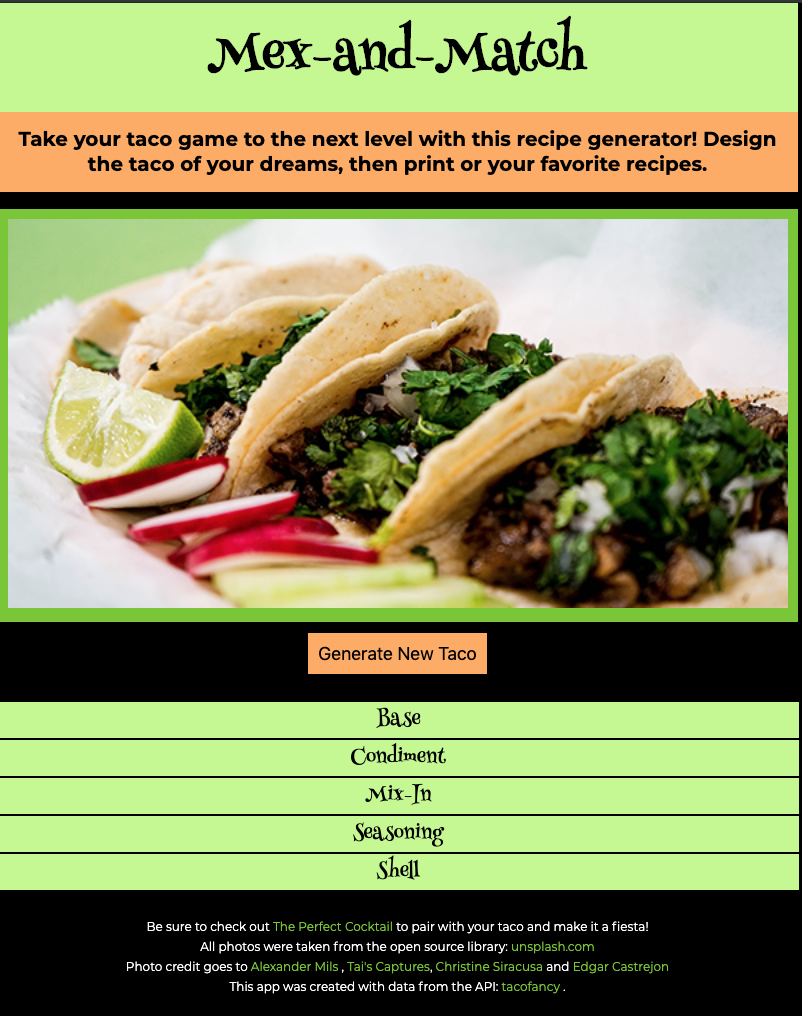 Mex-and-Match
Take your taco game to the next level with this recipe generator! Design
the taco of your dreams, then print or your favorite recipes.
Generate New Taco
Base
Condiment
Mix-In
Seasoning
Shell
Be sure to check out The Perfect Cocktail to pair with your taco and make it a fiesta!
All photos were taken from the open source library: unsplash.com
Photo credit goes to Alexander Mils , Tai's Captures, Christine Siracusa and Edgar Castrejon
This app was created with data from the API: tacofancy .